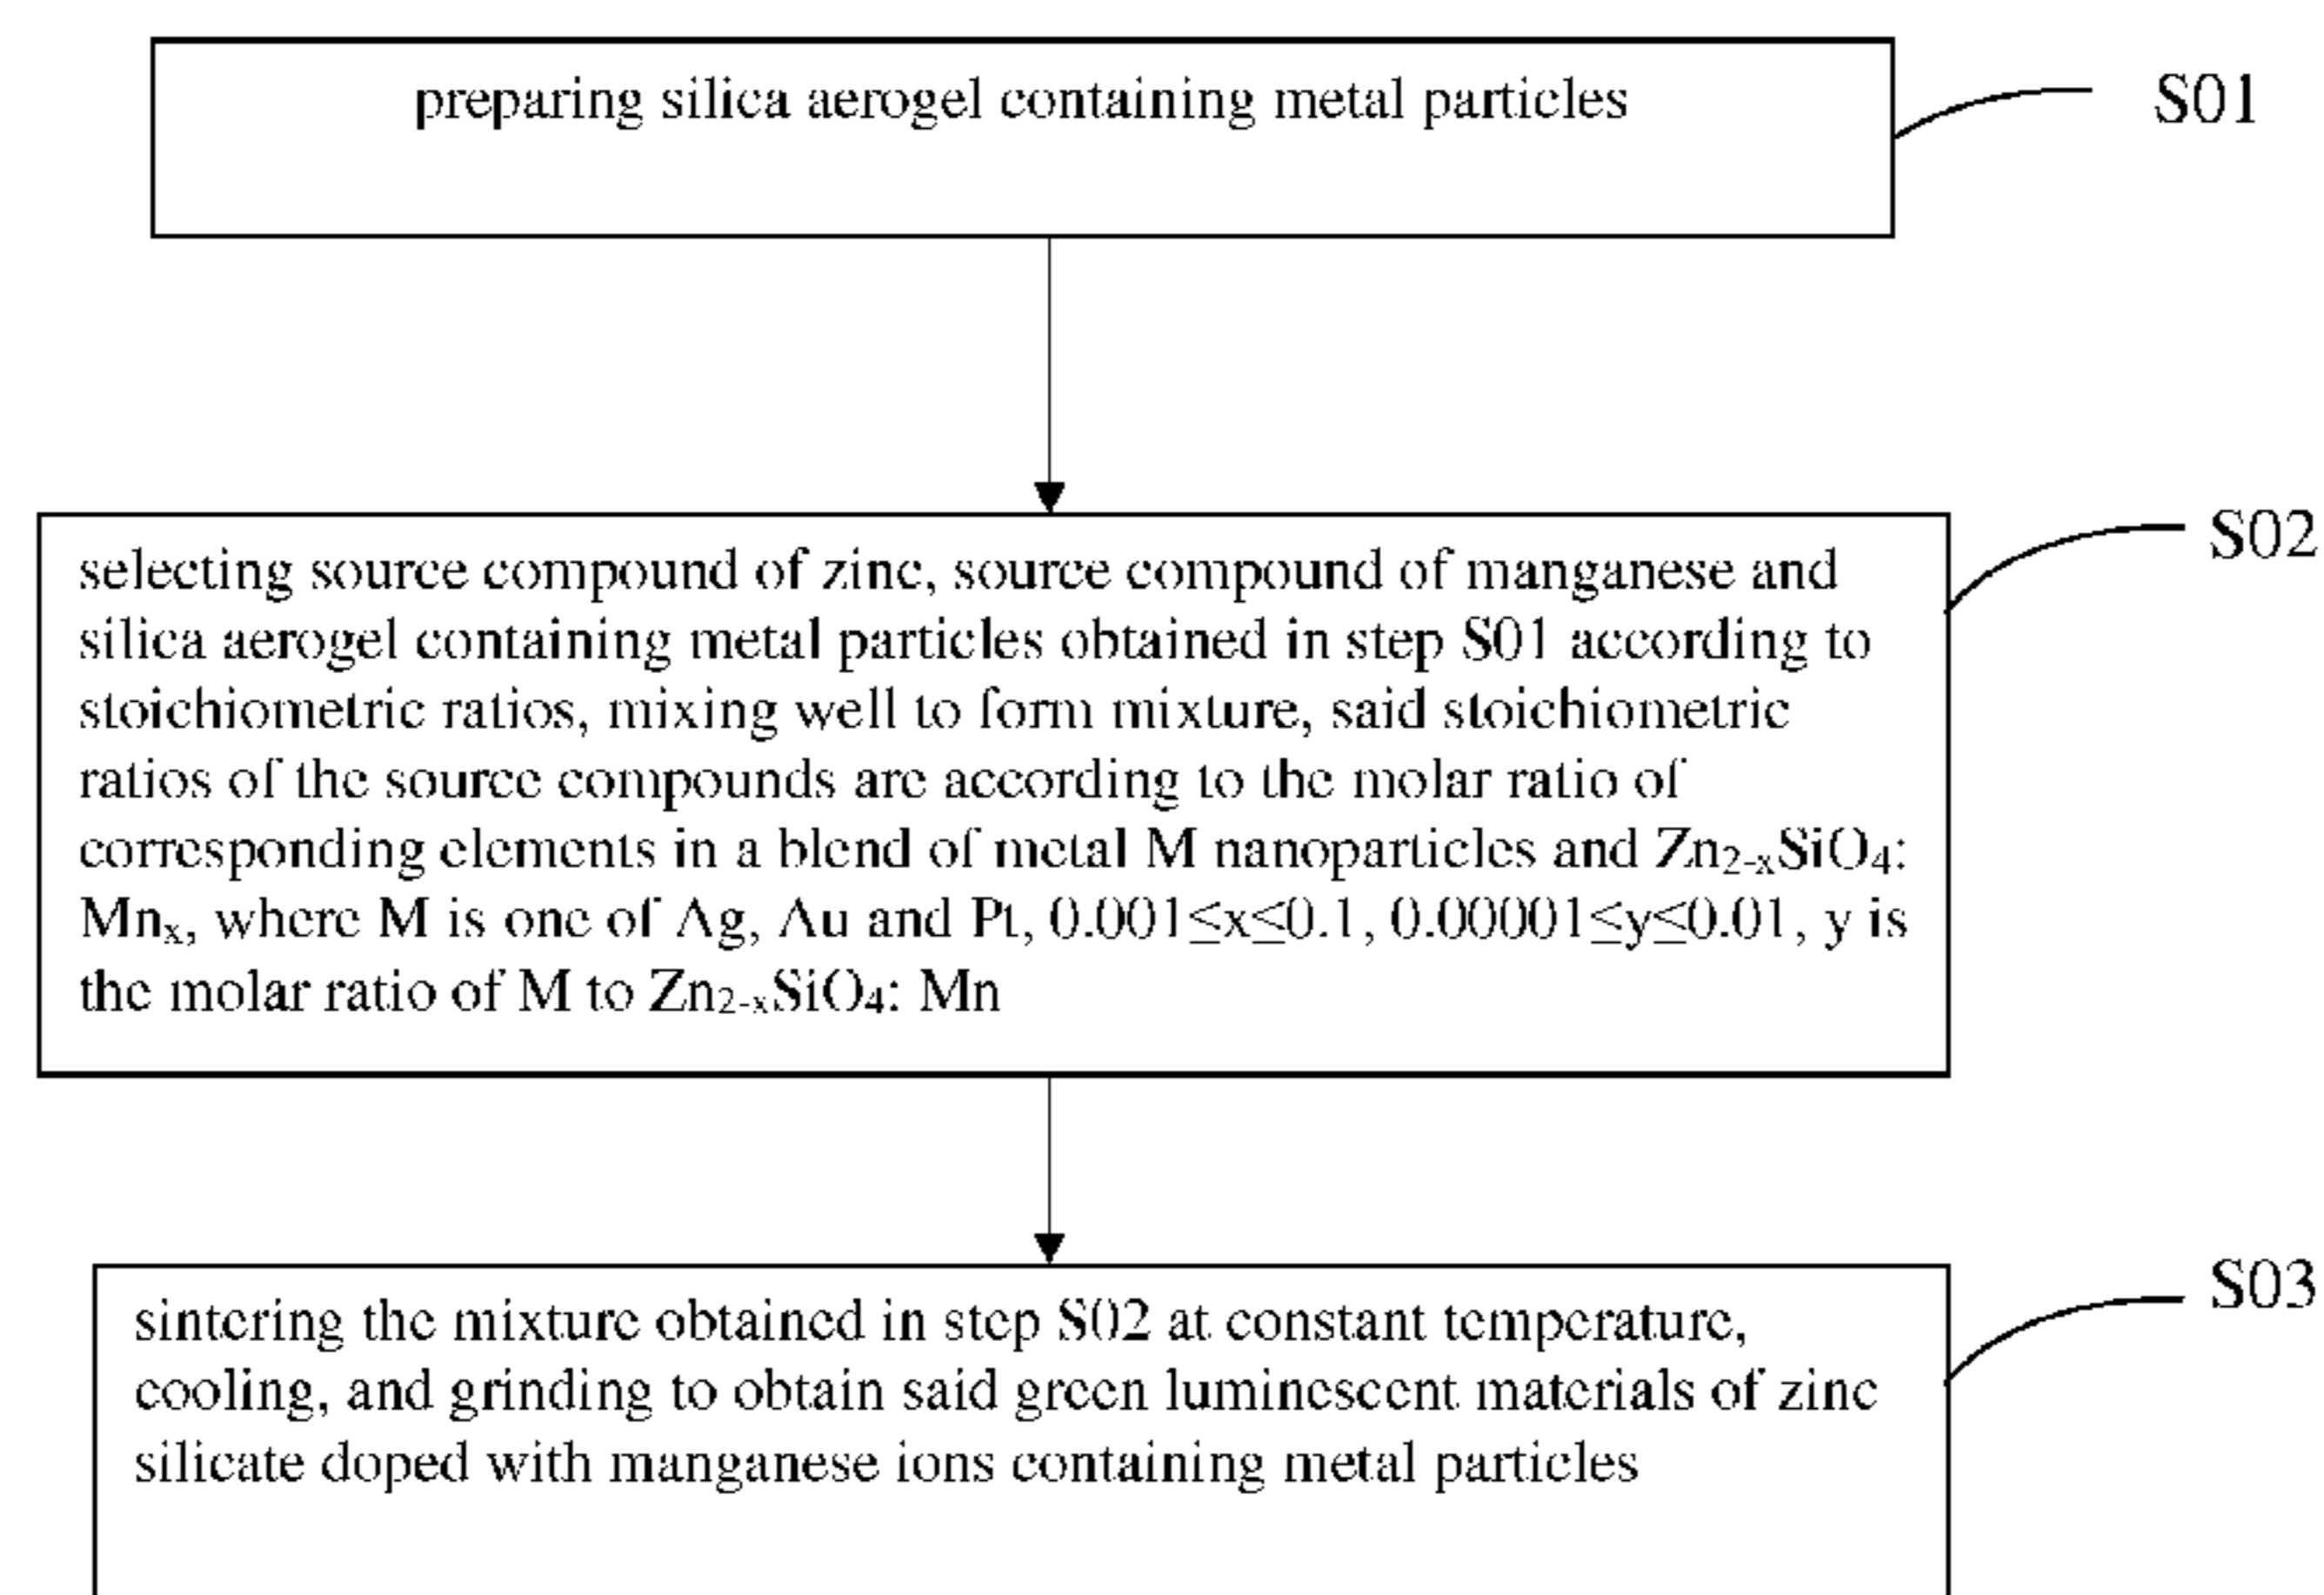 preparing silica aerogel containing metal particles
S01
selecting source compound of zinc, source compound of manganese and
S02
silica aerogel containing metal particles obtained in step S01 according to
stoichiometric ratios, mixing well to form mixture, said stoichiometric
ratios of the source compounds are according to the molar ratio of
corresponding elements in a blend of metal M nanoparticles and Zn₂₋ₓSiO₄:
Mnₓ, where M is one of Ag, Au and Pt, 0.001≤x≤0.1, 0.00001≤y≤0.01, y is
the molar ratio of M to Zn₂₋ₓSiO₄: Mn
sintering the mixture obtained in step S02 at constant temperature,
S03
cooling, and grinding to obtain said green luminescent materials of zinc
silicate doped with manganese ions containing metal particles